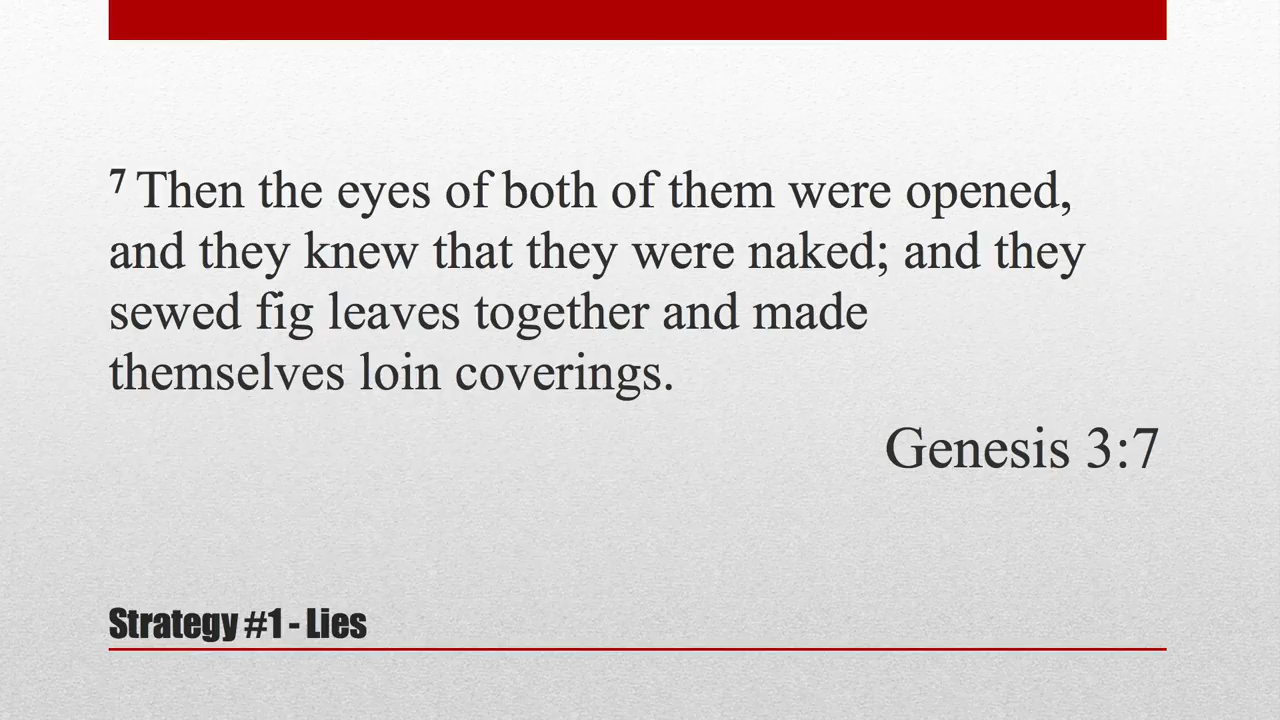 7 Then the eyes of both of them were opened,
and they knew that they were naked; and they
sewed fig leaves together and made
themselves loin coverings.
Genesis 3:7
Strategy #1 - Lies